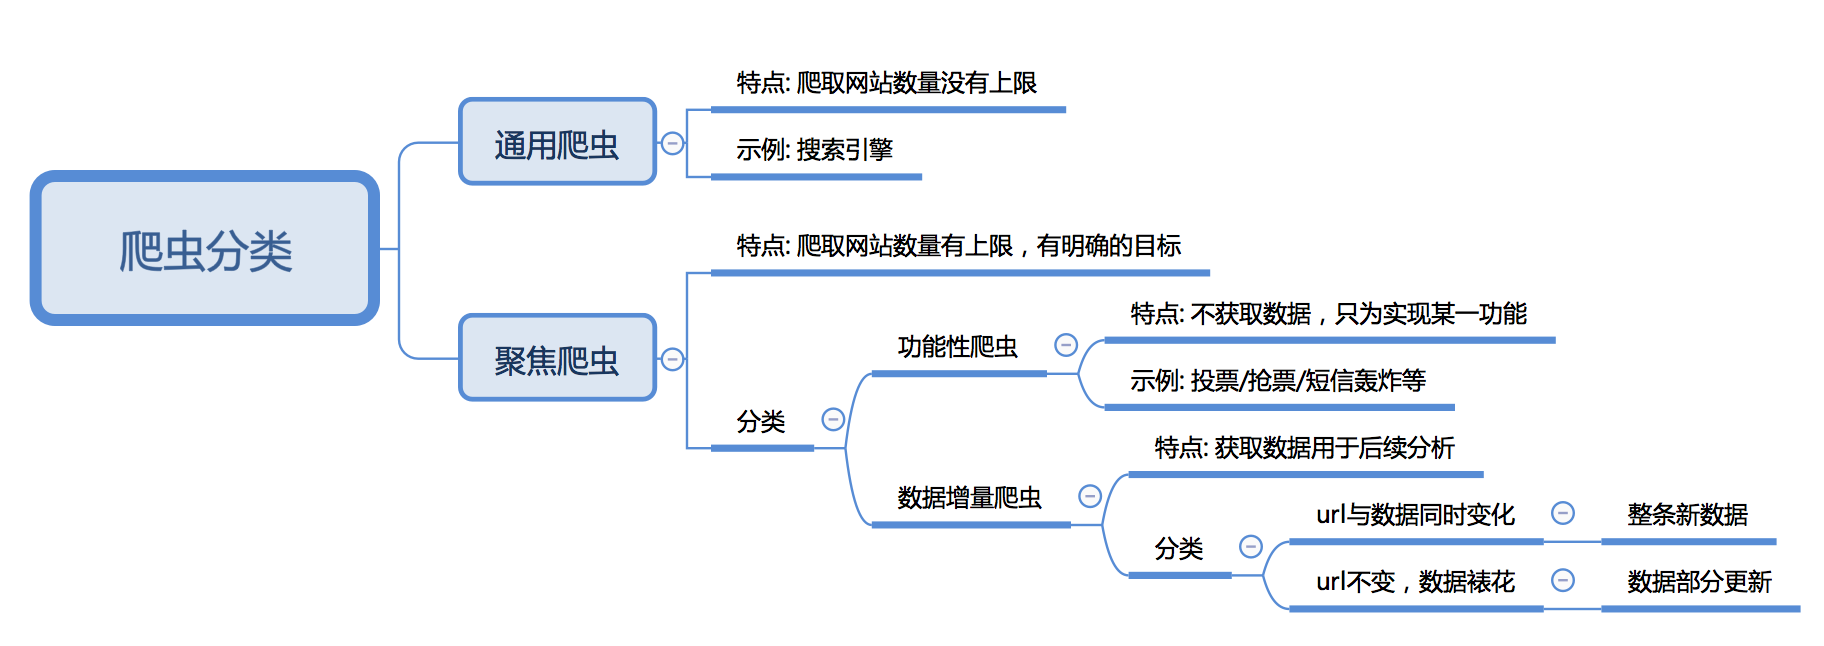 爬虫分类
通用爬虫
特点: 爬取网站数量没有上限
示例: 搜索引擎
聚焦爬虫
特点: 爬取网站数量有上限，有明确的目标
分类
功能性爬虫
特点: 不获取数据，只为实现某一功能
示例: 投票/抢票/短信轰炸等
数据增量爬虫
特点: 获取数据用于后续分析
分类
url与数据同时变化
整条新数据
url不变，数据裱花
数据部分更新